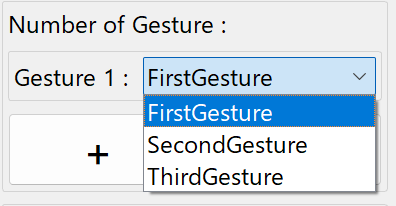 Number of Gesture :
Gesture 1 : FirstGesture
FirstGesture
SecondGesture
ThirdGesture
+